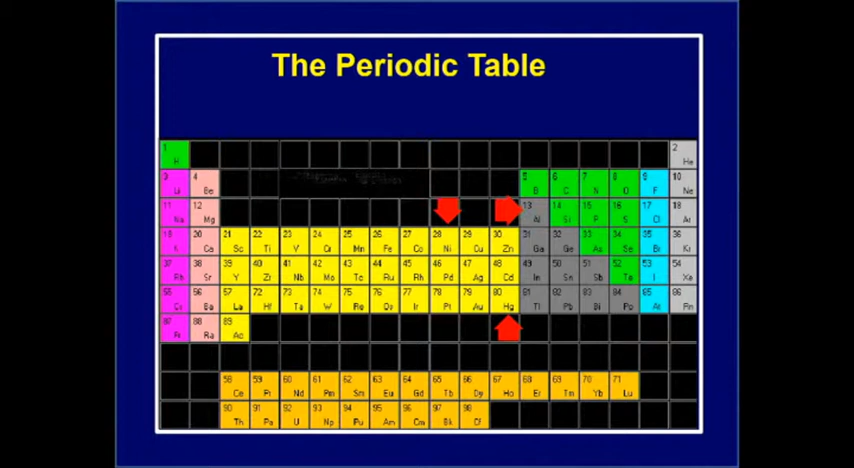 The Periodic Table
1 H 2 He
3 Li 4 Be 5 B 6 C 7 N 8 O 9 F 10 Ne
11 Na 12 Mg 13 Al 14 Si 15 P 16 S 17 Cl 18 Ar
19 K 20 Ca 21 Sc 22 Ti 23 V 24 Cr 25 Mn 26 Fe 27 Co 28 Ni 29 Cu 30 Zn 31 Ga 32 Ge 33 As 34 Se 35 Br 36 Kr
37 Rb 38 Sr 39 Y 40 Zr 41 Nb 42 Mo 43 Tc 44 Ru 45 Rh 46 Pd 47 Ag 48 Cd 49 In 50 Sn 51 Sb 52 Te 53 I 54 Xe
55 Cs 56 Ba 57 La 72 Hf 73 Ta 74 W 75 Re 76 Os 77 Ir 78 Pt 79 Au 80 Hg 81 Tl 82 Pb 83 Bi 84 Po 85 At 86 Rn
87 Fr 88 Ra 89 Ac
58 Ce 59 Pr 60 Nd 61 Pm 62 Sm 63 Eu 64 Gd 65 Tb 66 Dy 67 Ho 68 Er 69 Tm 70 Yb 71 Lu
90 Th 91 Pa 92 U 93 Np 94 Pu 95 Am 96 Cm 97 Bk 98 Cf